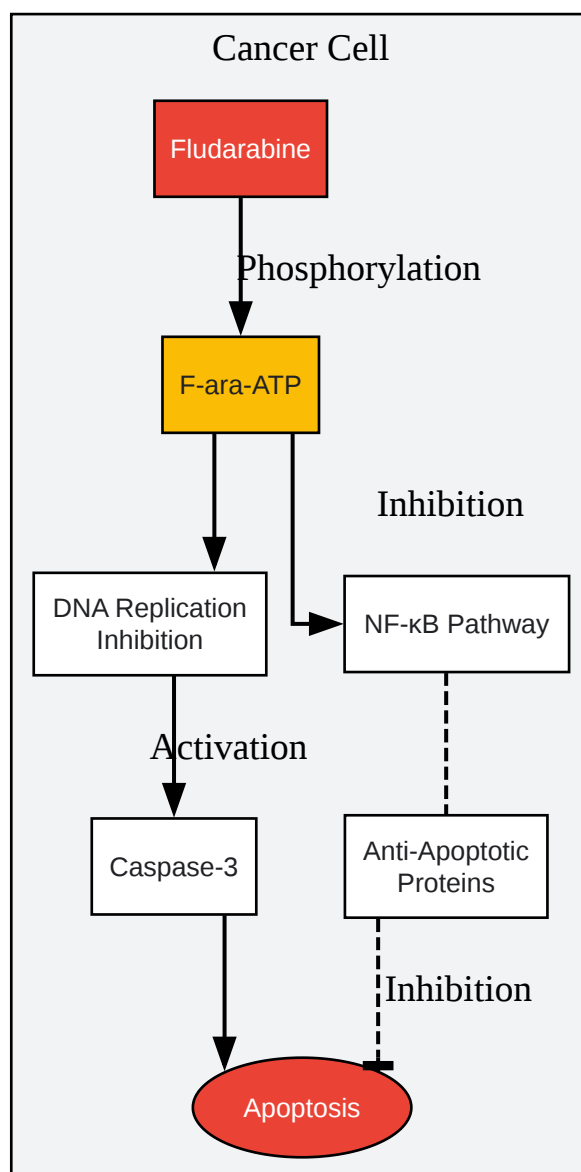 Cancer Cell
Fludarabine
Phosphorylation
F-ara-ATP
Inhibition
DNA Replication
Inhibition
NF-κB Pathway
Activation
Caspase-3
Anti-Apoptotic
Proteins
Inhibition
Apoptosis